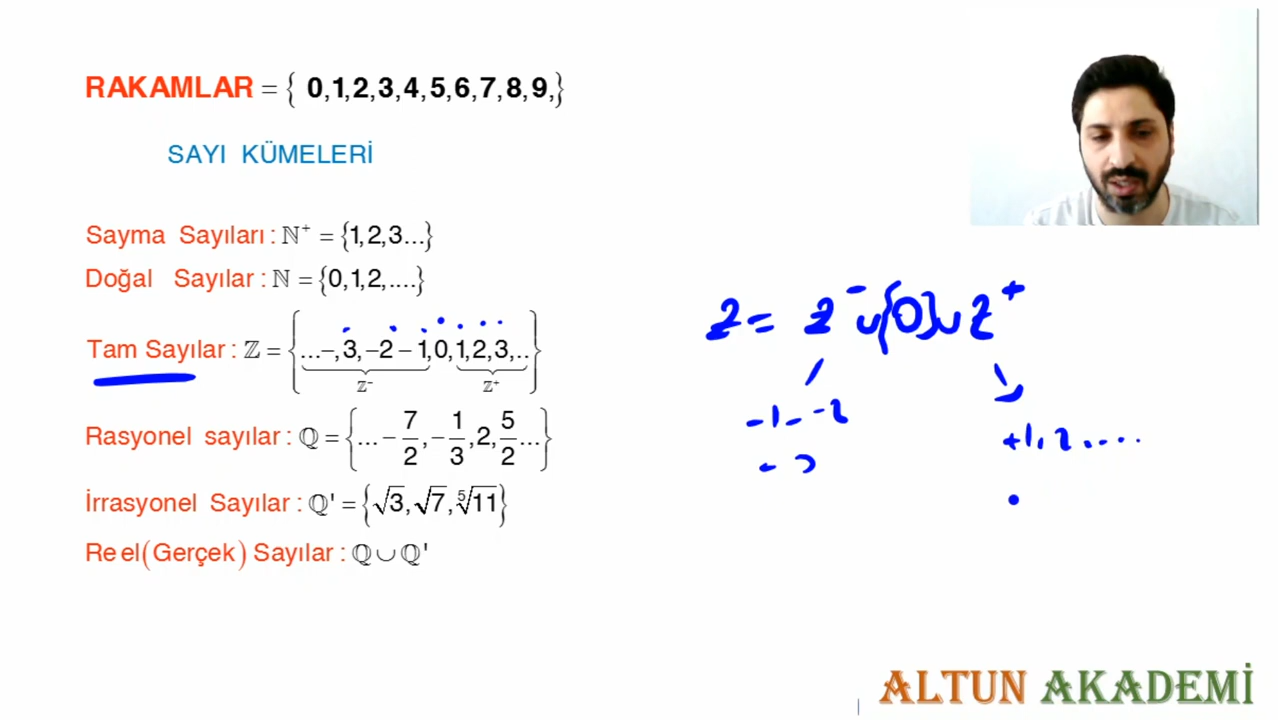 RAKAMLAR = { 0,1,2,3,4,5,6,7,8,9,}
SAYI KÜMELERİ
Sayma Sayıları : ℕ⁺ = {1,2,3...}
Doğal Sayılar : ℕ = {0,1,2,....}
Tam Sayılar : ℤ = {...−,3,−2 − 1,0,1,2,3,..}
ℤ⁻ ℤ⁺
Rasyonel sayılar : ℚ = {... − 7/2, − 1/3, 2, 5/2 ...}
İrrasyonel Sayılar : ℚ' = {√3, √7, ⁵√11}
Reel(Gerçek) Sayılar : ℚ ∪ ℚ'
Z = Z⁻ ∪ {0} ∪ Z⁺
-1, -2
+1, 2, ....
ALTUN AKADEMİ